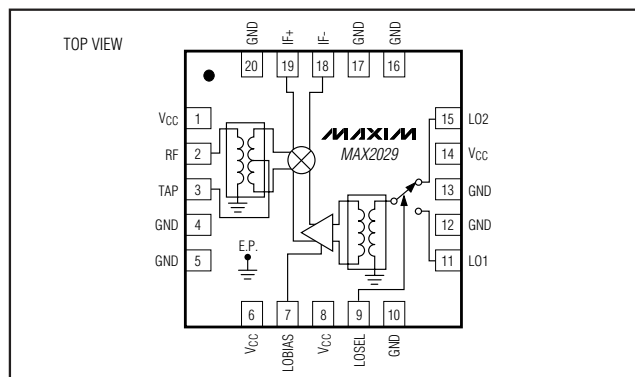 TOP VIEW
GND
IF+
IF-
GND
GND
20
19
18
17
16
VCC
1
RF
2
TAP
3
GND
4
GND
5
MAXIM
MAX2029
15
LO2
14
VCC
13
GND
12
GND
11
LO1
E.P.
6
7
8
9
10
VCC
LOBIAS
VCC
LOSEL
GND